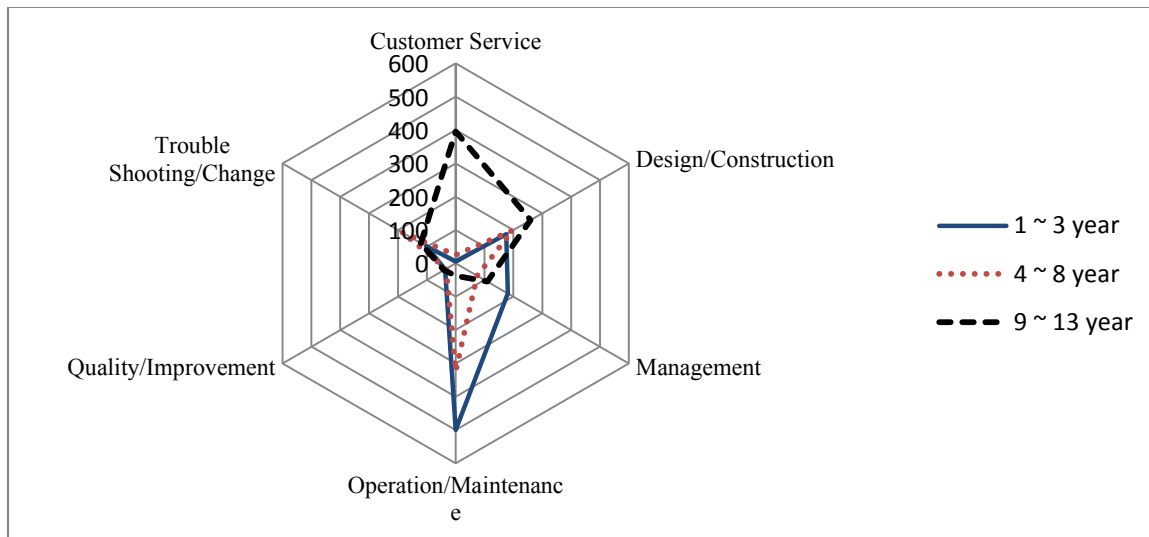 Customer Service
600
500
400
300
200
100
0
Trouble
Shooting/Change
Design/Construction
Quality/Improvement
Management
Operation/Maintenanc
e
1 ~ 3 year
4 ~ 8 year
9 ~ 13 year